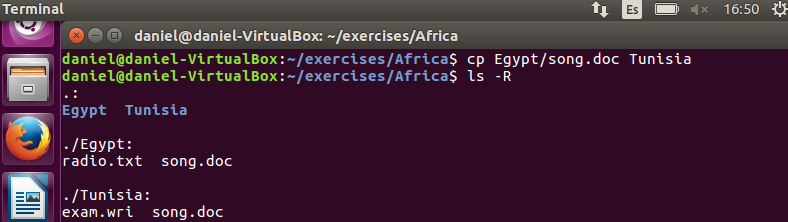 Terminal
Es
16:50
daniel@daniel-VirtualBox: ~/exercises/Africa
daniel@daniel-VirtualBox:~/exercises/Africa$ cp Egypt/song.doc Tunisia
daniel@daniel-VirtualBox:~/exercises/Africa$ ls -R
.:
Egypt  Tunisia
./Egypt:
radio.txt  song.doc
./Tunisia:
exam.wri  song.doc